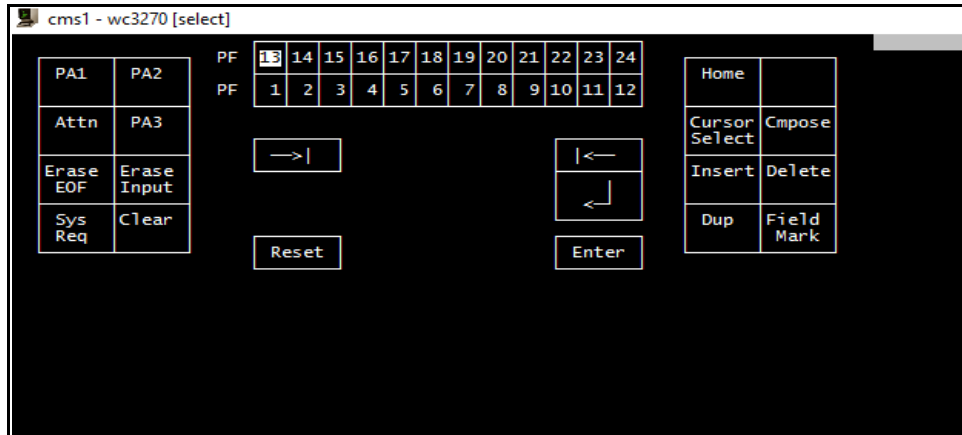 cms1 - wc3270 [select]
PF 13 14 15 16 17 18 19 20 21 22 23 24
PA1 PA2 PF 1 2 3 4 5 6 7 8 9 10 11 12 Home
Attn PA3 Cursor Cmpose
Select
—>| |<—
Erase Erase Insert Delete
EOF Input
<┘
Sys Clear Dup Field
Req Mark
Reset Enter